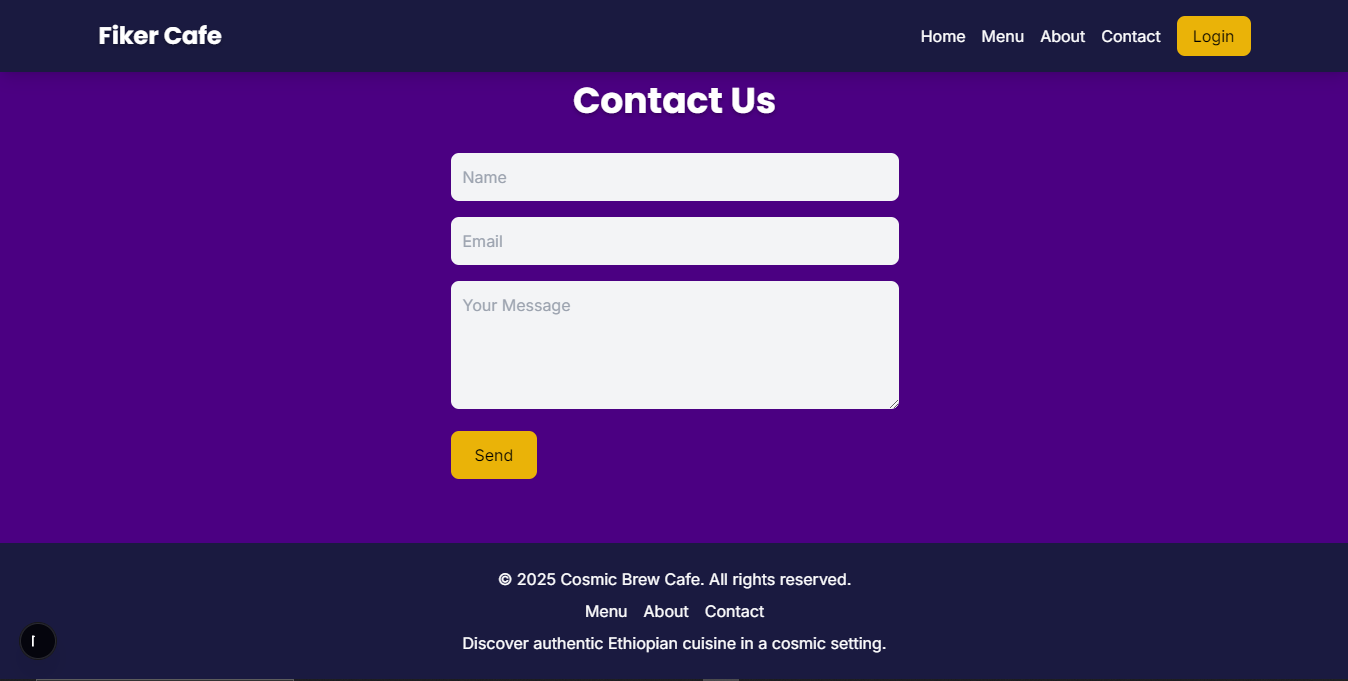 Fiker Cafe
Home Menu About Contact Login
Contact Us
Name
Email
Your Message
Send
© 2025 Cosmic Brew Cafe. All rights reserved.
Menu About Contact
Discover authentic Ethiopian cuisine in a cosmic setting.